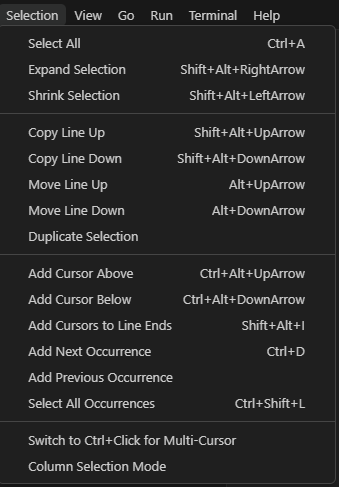 Selection View Go Run Terminal Help
Select All Ctrl+A
Expand Selection Shift+Alt+RightArrow
Shrink Selection Shift+Alt+LeftArrow
Copy Line Up Shift+Alt+UpArrow
Copy Line Down Shift+Alt+DownArrow
Move Line Up Alt+UpArrow
Move Line Down Alt+DownArrow
Duplicate Selection
Add Cursor Above Ctrl+Alt+UpArrow
Add Cursor Below Ctrl+Alt+DownArrow
Add Cursors to Line Ends Shift+Alt+I
Add Next Occurrence Ctrl+D
Add Previous Occurrence
Select All Occurrences Ctrl+Shift+L
Switch to Ctrl+Click for Multi-Cursor
Column Selection Mode